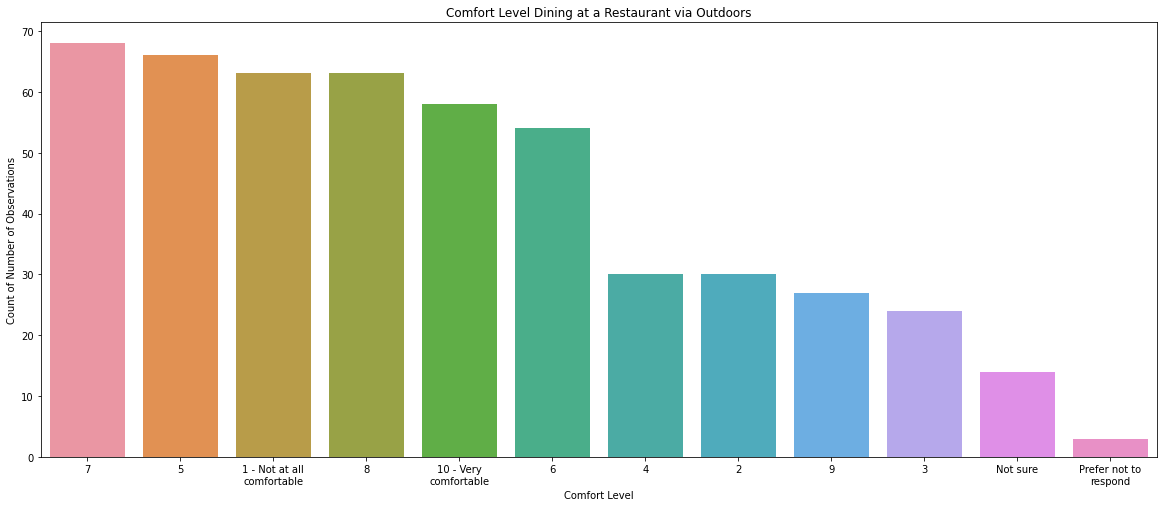 Comfort Level Dining at a Restaurant via Outdoors
Count of Number of Observations
70
60
50
40
30
20
10
0
7
5
1 - Not at all
comfortable
8
10 - Very
comfortable
6
4
2
9
3
Not sure
Prefer not to
respond
Comfort Level